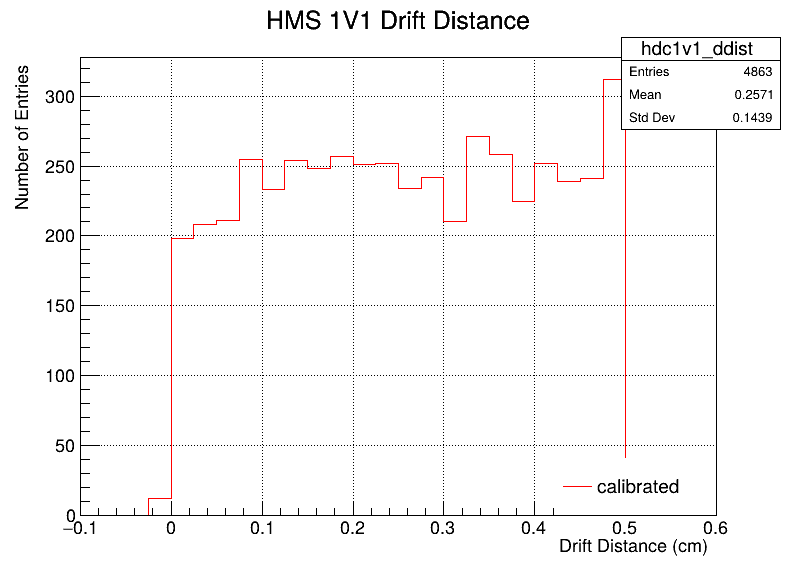 HMS 1V1 Drift Distance
hdc1v1_ddist
Entries 4863
Mean 0.2571
Std Dev 0.1439
Number of Entries
300
250
200
150
100
50
0
calibrated
−0.1 0 0.1 0.2 0.3 0.4 0.5 0.6
Drift Distance (cm)